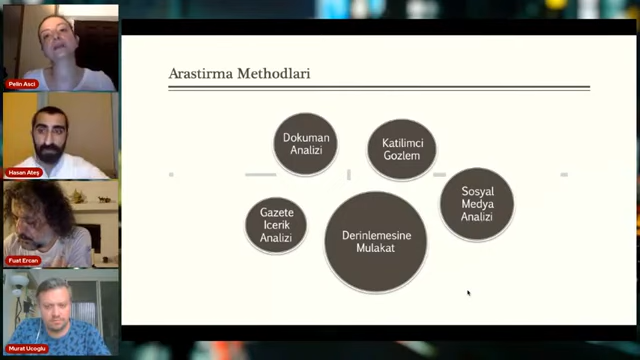 Pelin Asci
Hasan Ateş
Fuat Ercan
Murat Ucoglu
Arastirma Methodlari
Dokuman
Analizi
Katilimci
Gozlem
Sosyal
Medya
Analizi
Gazete
Icerik
Analizi
Derinlemesine
Mulakat